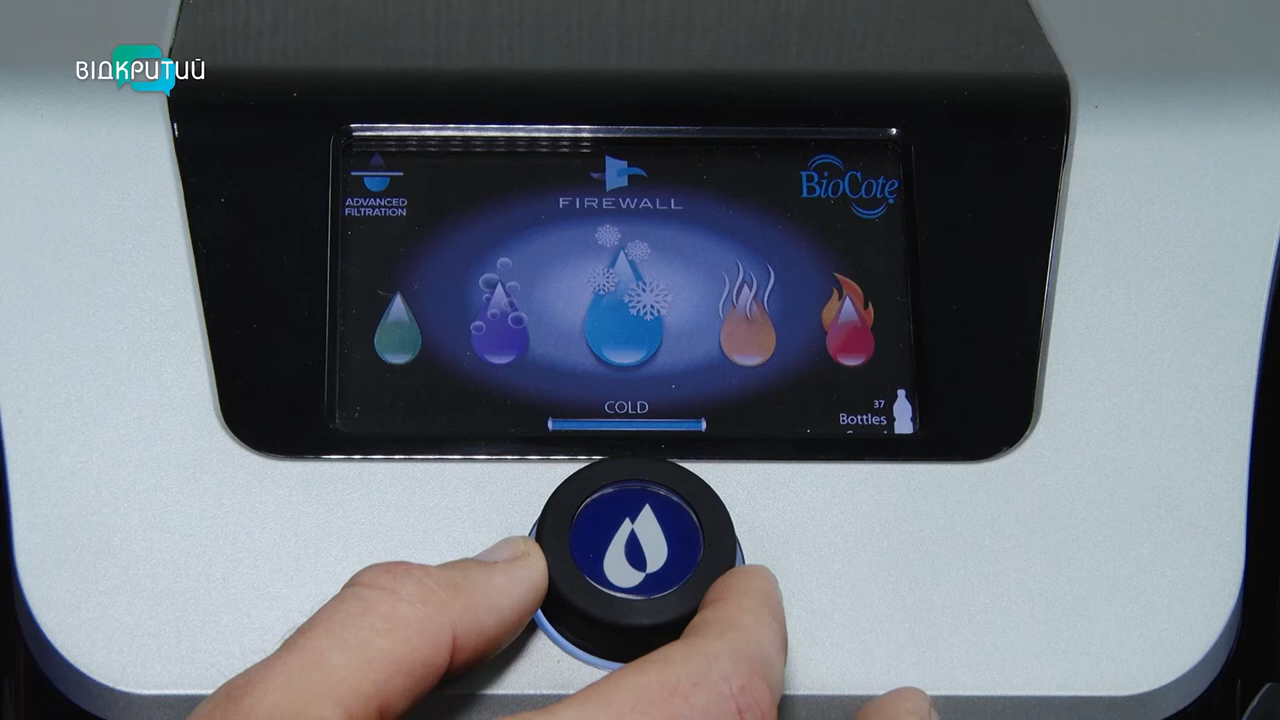 ВІДКРИТИЙ
ADVANCED
FILTRATION
FIREWALL
BioCote
COLD
37
Bottles